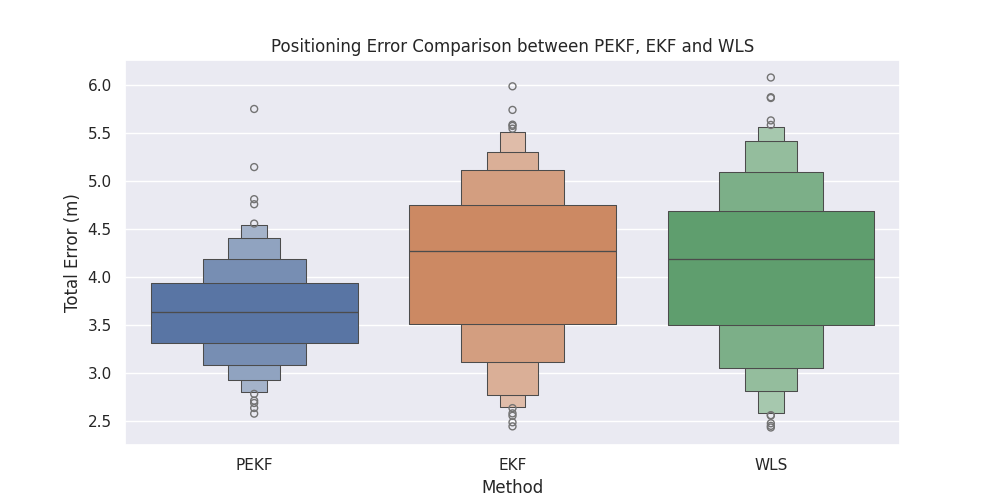 Positioning Error Comparison between PEKF, EKF and WLS
Total Error (m)
6.0
5.5
5.0
4.5
4.0
3.5
3.0
2.5
PEKF EKF WLS
Method